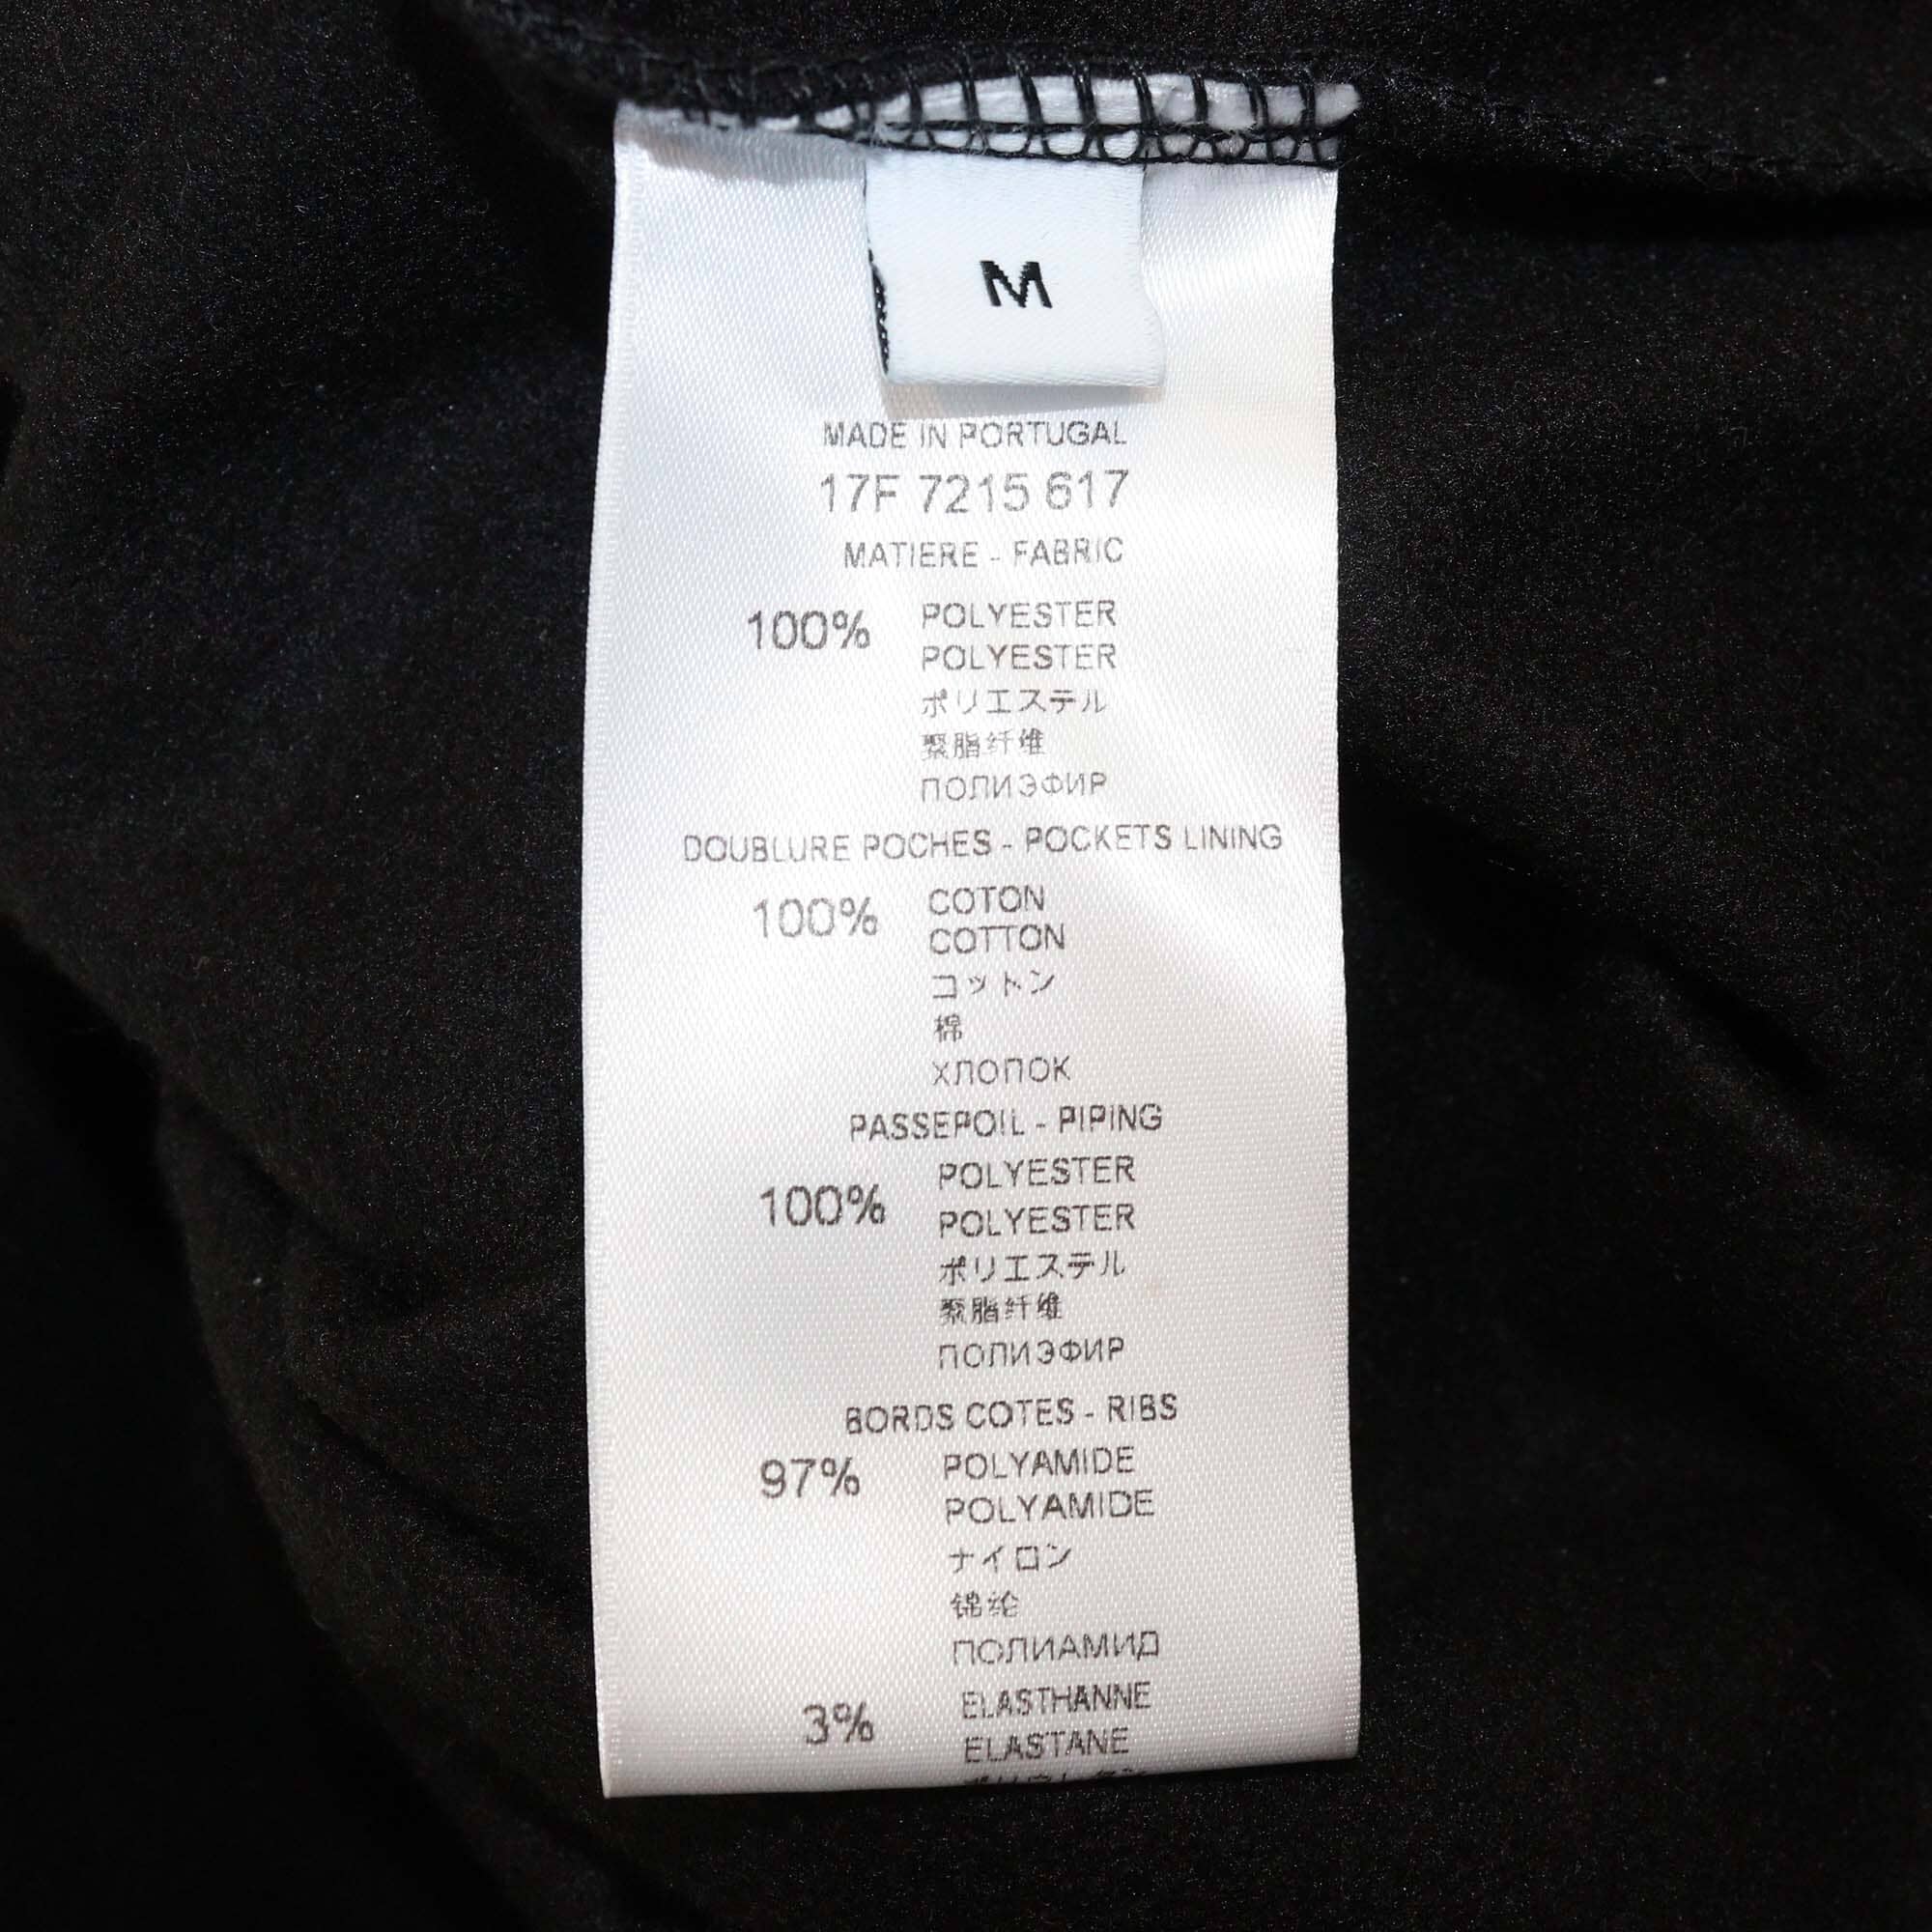 M
MADE IN PORTUGAL
17F 7215 617
MATIERE - FABRIC
100% POLYESTER
POLYESTER
ポリエステル
聚脂纤维
ПОЛИЭФИР
DOUBLURE POCHES - POCKETS LINING
100% COTON
COTTON
コットン
棉
ХЛОПОК
PASSEPOIL - PIPING
100% POLYESTER
POLYESTER
ポリエステル
聚脂纤维
ПОЛИЭФИР
BORDS COTES - RIBS
97% POLYAMIDE
POLYAMIDE
ナイロン
锦纶
ПОЛИАМИД
3% ELASTHANNE
ELASTANE